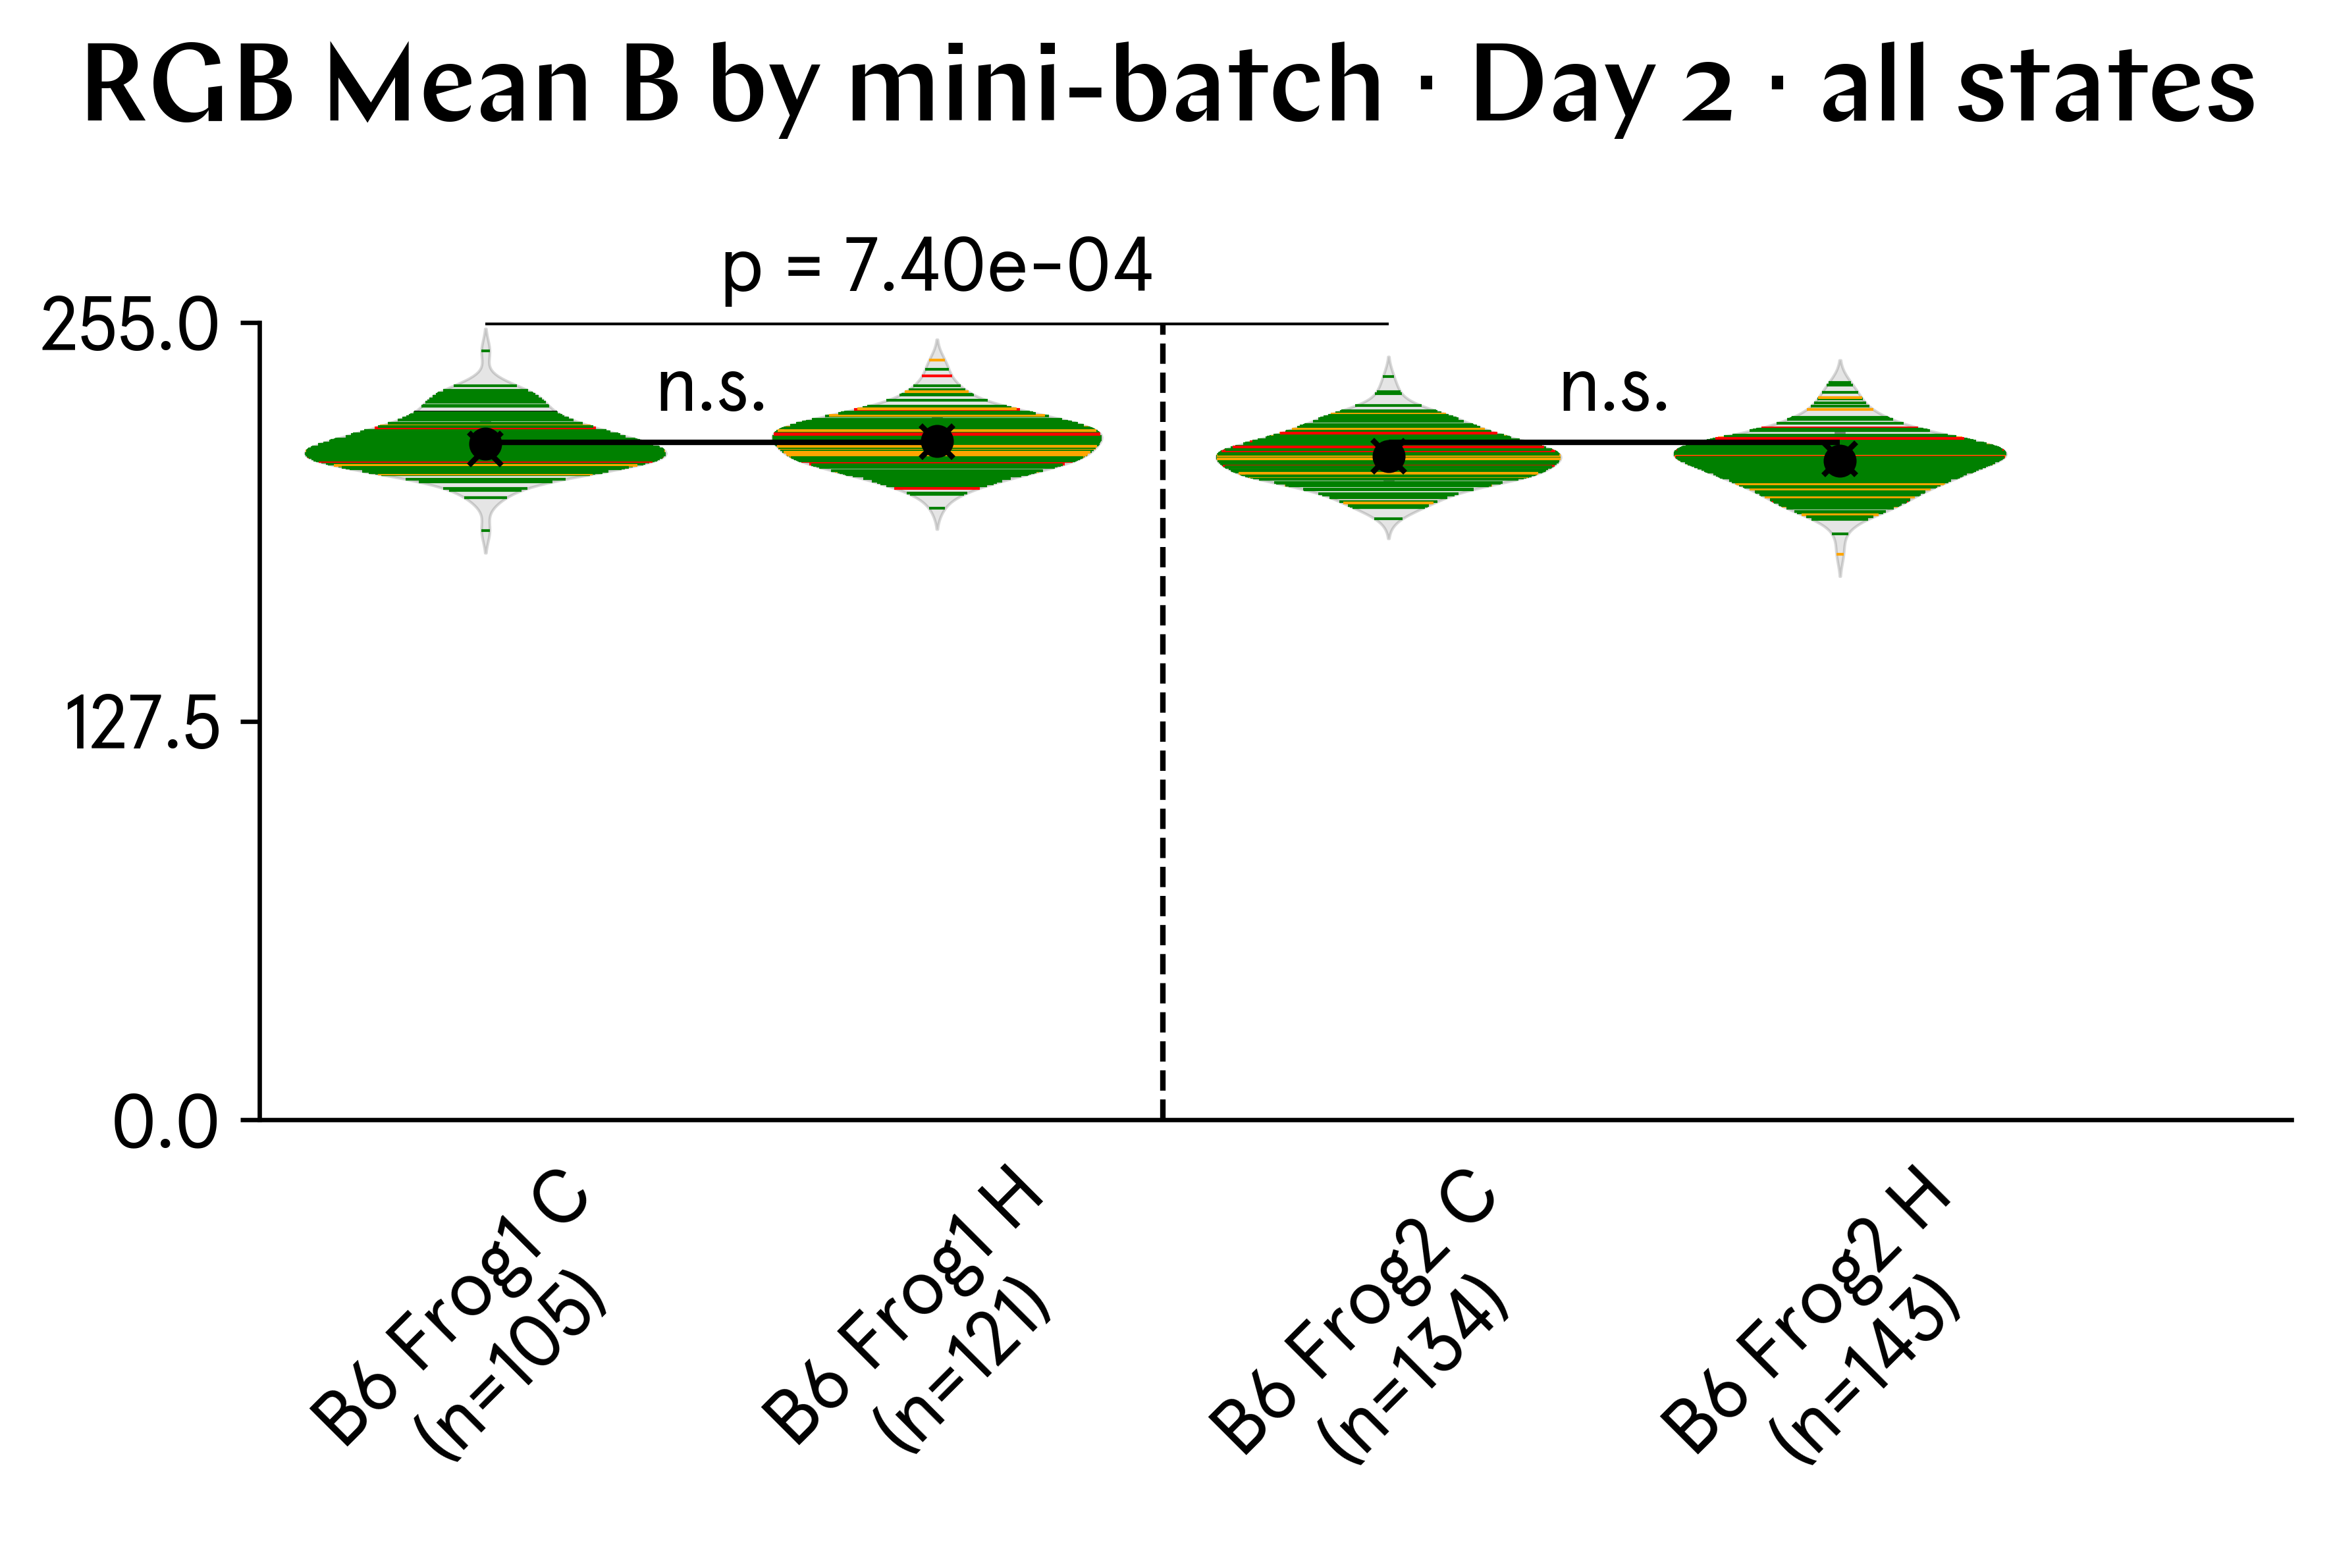 RGB Mean B by mini-batch · Day 2 · all states
p = 7.40e−04
255.0
n.s.
n.s.
127.5
0.0
B6 Frog1 C
(n=105)
B6 Frog1 H
(n=121)
B6 Frog2 C
(n=134)
B6 Frog2 H
(n=143)